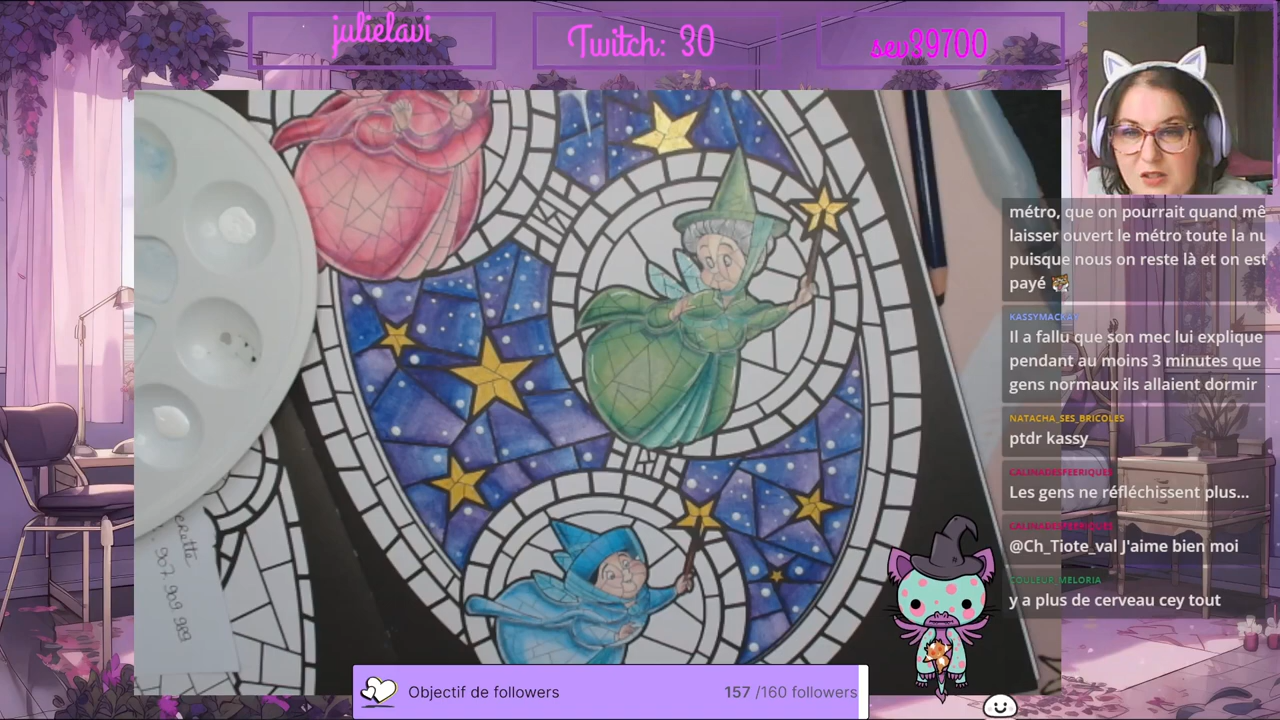 julielavi
Twitch: 30
sev39700
métro, que on pourrait quand mê
laisser ouvert le métro toute la nu
puisque nous on reste là et on est
payé
Il a fallu que son mec lui explique
pendant au moins 3 minutes que
gens normaux ils allaient dormir
NATACHA_SES_BRICOLES
ptdr kassy
CALINADESFEERIQUES
Les gens ne réfléchissent plus...
CALINADESFEERIQUES
@Ch_Tiote_val J'aime bien moi
COULEUR_MELORIA
y a plus de cerveau cey tout
907 909 989
Objectif de followers
157 /160 followers